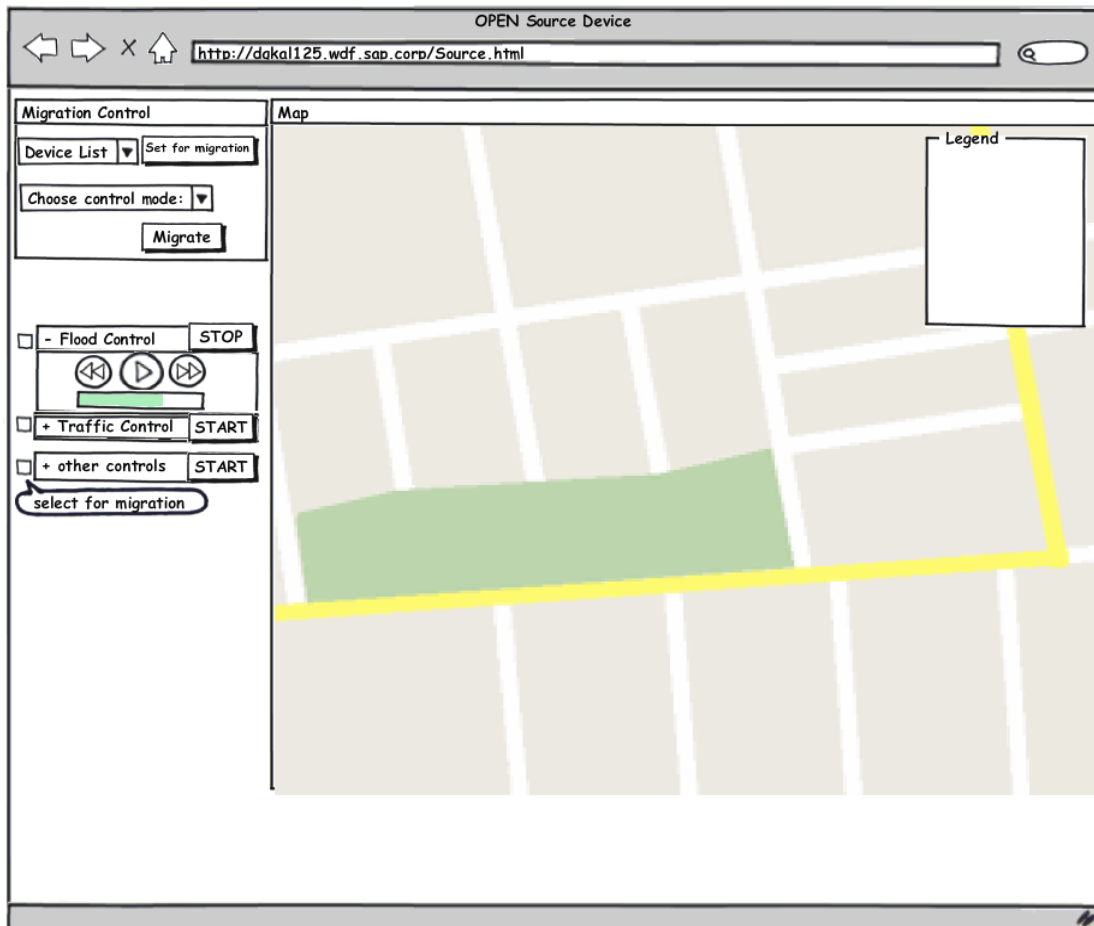 OPEN Source Device
http://dakal125.wdf.sap.corp/Source.html
Migration Control
Device List
Set for migration
Choose control mode:
Migrate
- Flood Control
STOP
+ Traffic Control
START
+ other controls
START
select for migration
Map
Legend